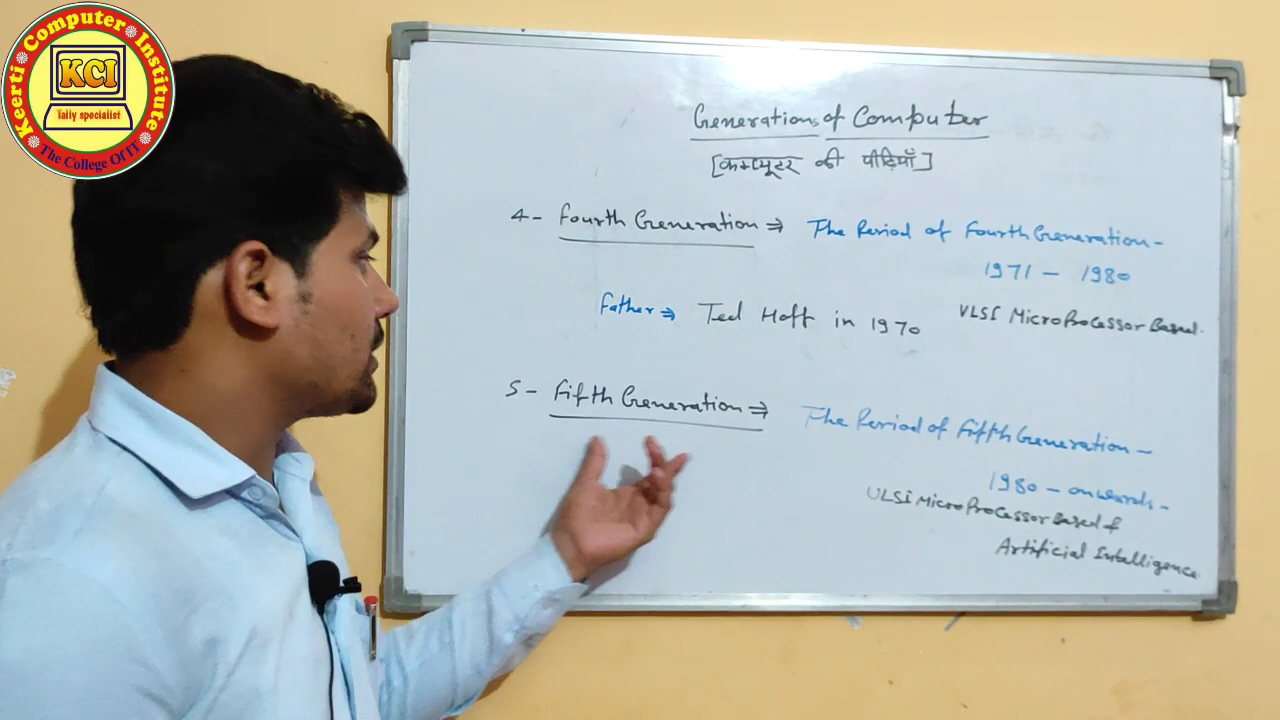 Keerti Computer Institute
KCI
Tally specialist
The College Of IT
Generations of Computer
[कम्प्यूटर की पीढ़ियाँ]
4- Fourth Generation ⇒ The Period of Fourth Generation -
1971 - 1980
Father ⇒ Ted Hoff in 1970
VLSI MicroProcessor Based.
5- Fifth Generation ⇒ The Period of Fifth Generation -
1980 - onwards -
ULSI MicroProcessor Based &
Artificial Intelligence